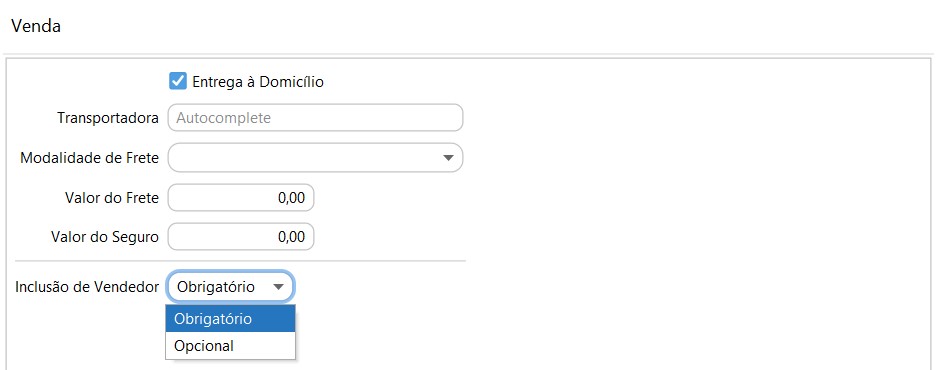 Venda
Entrega à Domicílio
Transportadora Autocomplete
Modalidade de Frete
Valor do Frete 0,00
Valor do Seguro 0,00
Inclusão de Vendedor Obrigatório
Obrigatório
Opcional